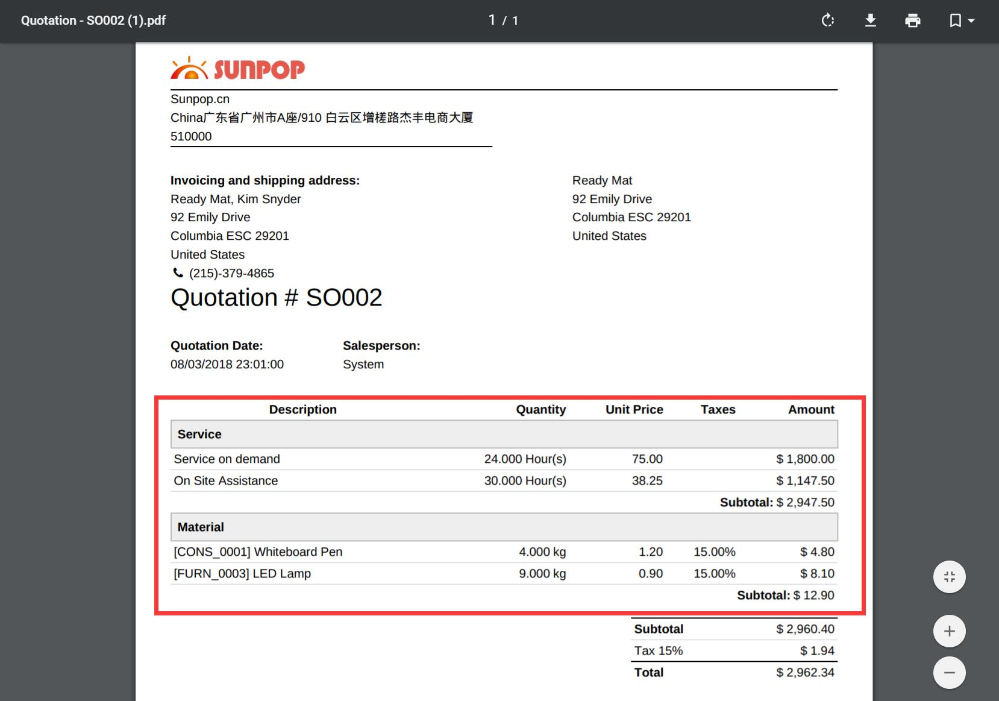 Quotation - SO002 (1).pdf 1 / 1
SUNPOP
Sunpop.cn
China广东省广州市A座/910 白云区增槎路杰丰电商大厦
510000
Invoicing and shipping address:
Ready Mat, Kim Snyder
92 Emily Drive
Columbia ESC 29201
United States
(215)-379-4865
Ready Mat
92 Emily Drive
Columbia ESC 29201
United States
Quotation # SO002
Quotation Date: Salesperson:
08/03/2018 23:01:00 System
Description Quantity Unit Price Taxes Amount
Service
Service on demand 24.000 Hour(s) 75.00 $ 1,800.00
On Site Assistance 30.000 Hour(s) 38.25 $ 1,147.50
Subtotal: $ 2,947.50
Material
[CONS_0001] Whiteboard Pen 4.000 kg 1.20 15.00% $ 4.80
[FURN_0003] LED Lamp 9.000 kg 0.90 15.00% $ 8.10
Subtotal: $ 12.90
Subtotal $ 2,960.40
Tax 15% $ 1.94
Total $ 2,962.34